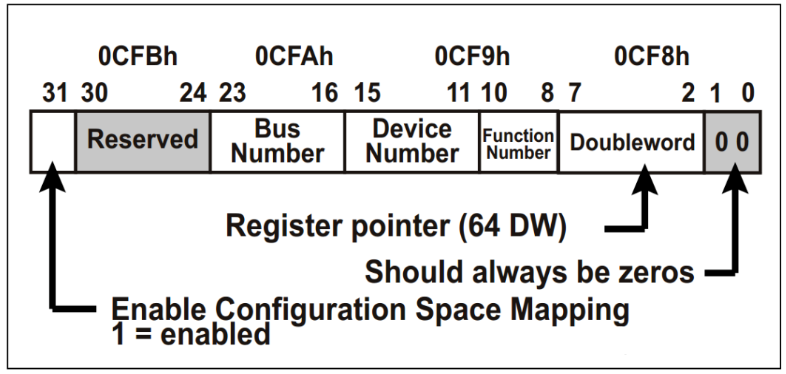 0CFBh 0CFAh 0CF9h 0CF8h
31 30 24 23 16 15 11 10 8 7 2 1 0
Reserved Bus Number Device Number Function Number Doubleword 0 0
Register pointer (64 DW)
Should always be zeros
Enable Configuration Space Mapping
1 = enabled